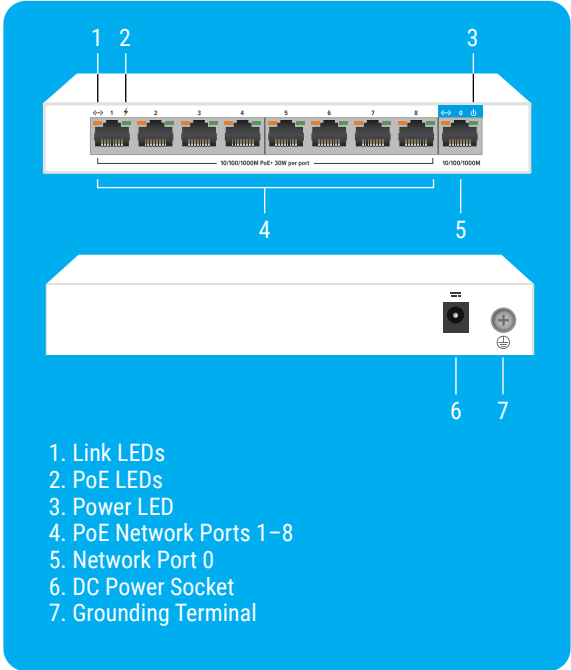 1 2 3
1 2 3 4 5 6 7 8 0
10/100/1000M PoE+ 30W per port 10/100/1000M
4 5
6 7
1. Link LEDs
2. PoE LEDs
3. Power LED
4. PoE Network Ports 1–8
5. Network Port 0
6. DC Power Socket
7. Grounding Terminal